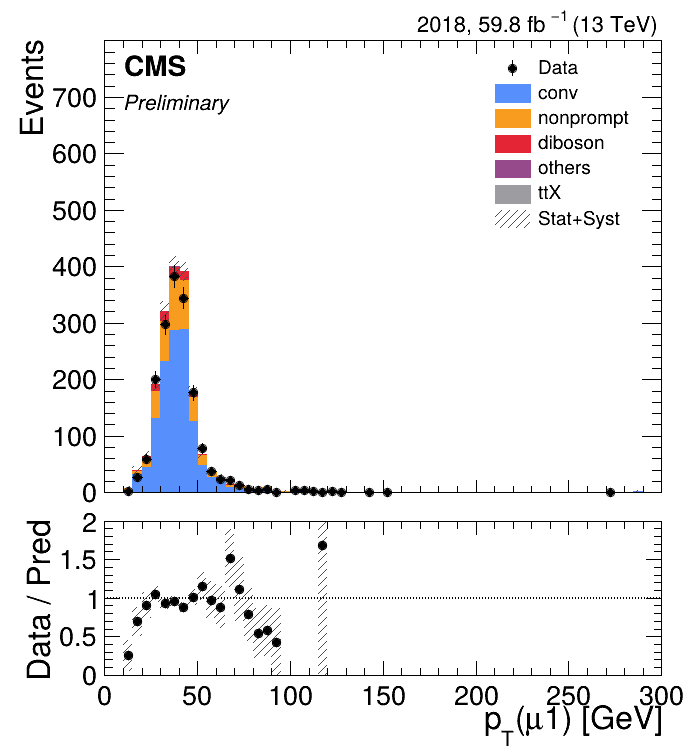 2018, 59.8 fb⁻¹ (13 TeV)
CMS
Preliminary
Events
700
600
500
400
300
200
100
0
Data
conv
nonprompt
diboson
others
ttX
Stat+Syst
Data / Pred
2
1.5
1
0.5
0
0 50 100 150 200 250 300
p_T(μ1) [GeV]